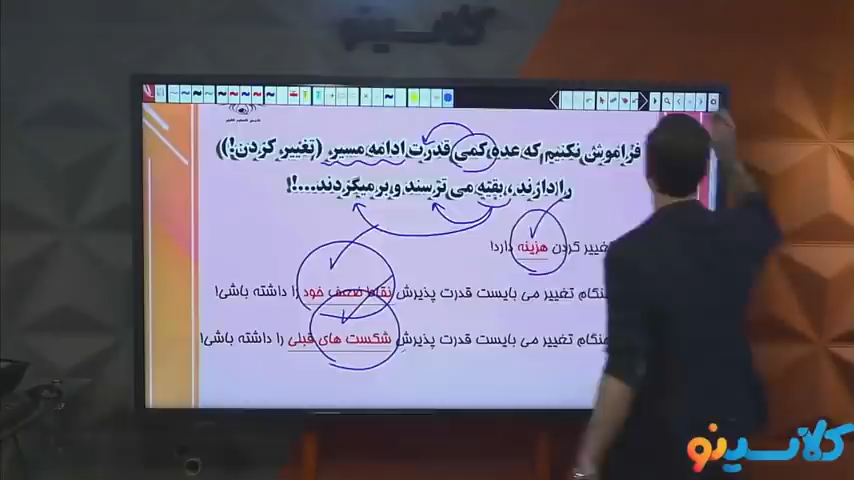 فراموش نکنیم که عده کمی قدرت ادامه مسیر (تغییر کردن!))
را دارند، بقیه می ترسند و برمیگردند...!
تغییر کردن هزینه دارد!
هنگام تغییر می بایست قدرت پذیرش نقاط ضعف خود را داشته باشی!
هنگام تغییر می بایست قدرت پذیرش شکست های قبلی را داشته باشی!
کلاسینو